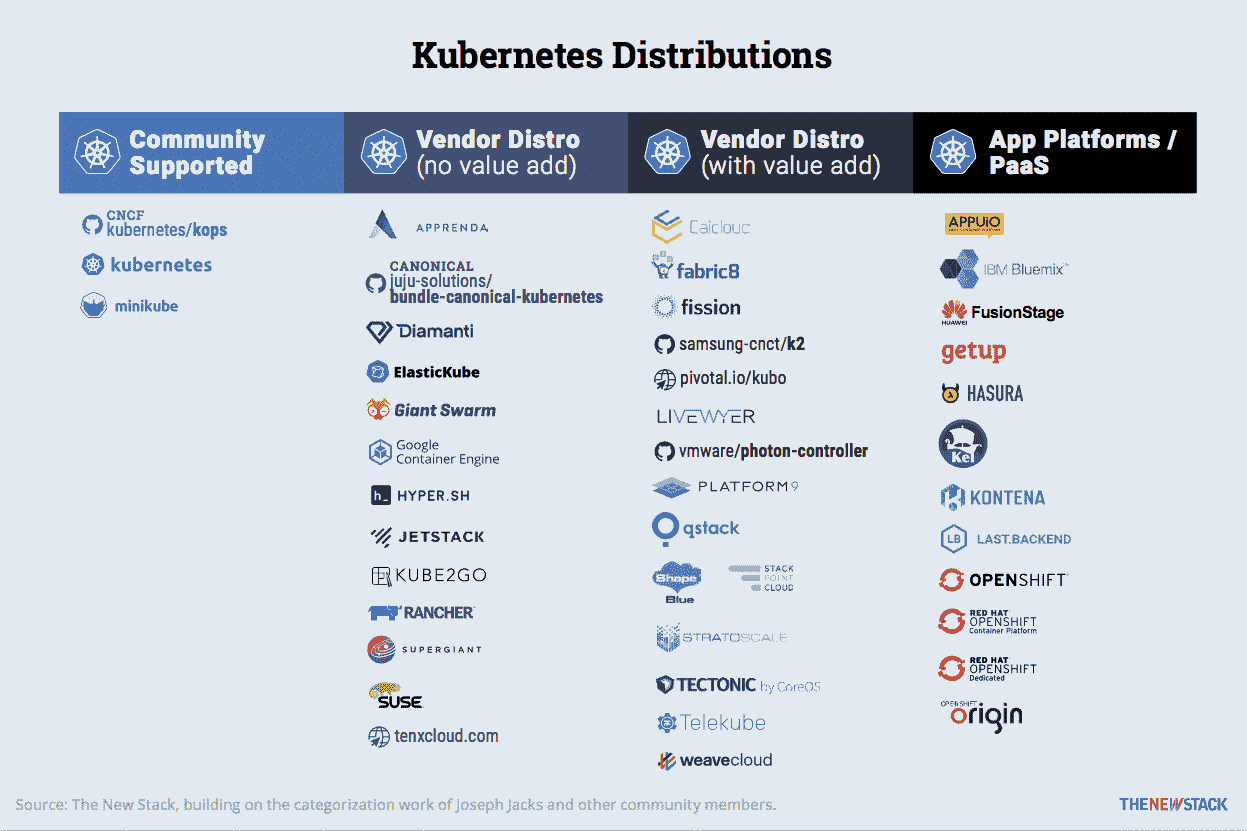 Kubernetes Distributions
Community
Supported
Vendor Distro
(no value add)
Vendor Distro
(with value add)
App Platforms /
PaaS
CNCF
kubernetes/kops
kubernetes
minikube
APPRENDA
CANONICAL
juju-solutions/
bundle-canonical-kubernetes
Diamanti
ElasticKube
Giant Swarm
Google
Container Engine
h_ HYPER.SH
JETSTACK
KUBE2GO
RANCHER
SUPERGIANT
SUSE
tenxcloud.com
Caicloud
fabric8
fission
samsung-cnct/k2
pivotal.io/kubo
LIVEWYER
vmware/photon-controller
PLATFORM9
qstack
Shape
Blue
STACK
POINT
CLOUD
STRATOSCALE
TECTONIC by CoreOS
Telekube
weavecloud
APPUiO
IBM Bluemix™
HUAWEI FusionStage
getup
HASURA
Kel
KONTENA
LB LAST.BACKEND
OPENSHIFT
RED HAT
OPENSHIFT
Container Platform
RED HAT
OPENSHIFT
Dedicated
OPENSHIFT
origin
Source: The New Stack, building on the categorization work of Joseph Jacks and other community members.
THENEWSTACK